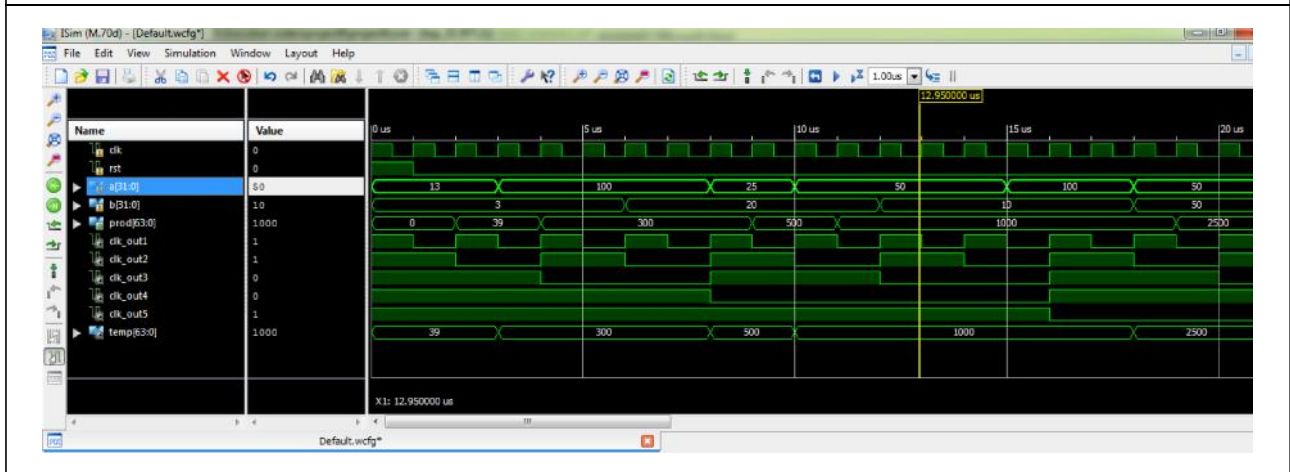 ISim (M.70d) - [Default.wcfg*]
File Edit View Simulation Window Layout Help
1.00us
12.950000 us
Name Value 0 us 5 us 10 us 15 us 20 us
clk 0
rst 0
a[31:0] 50 13 100 25 50 100 50
b[31:0] 10 3 20 10 50
prod[63:0] 1000 0 39 300 500 1000 2500
clk_out1 1
clk_out2 1
clk_out3 0
clk_out4 0
clk_out5 1
temp[63:0] 1000 39 300 500 1000 2500
X1: 12.950000 us
Default.wcfg*